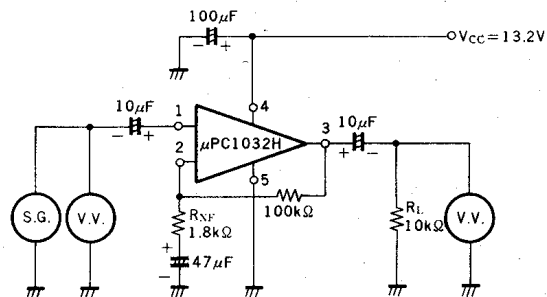 100μF
− +
VCC=13.2V
10μF
− +
1
4
μPC1032H
3
10μF
+ −
2
5
100kΩ
S.G.
V.V.
RNF
1.8kΩ
+
47μF
−
RL
10kΩ
V.V.